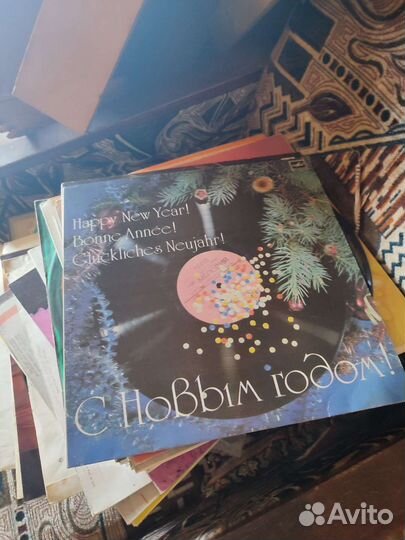 Happy New Year!
Bonne Année!
Glückliches Neujahr!
С Новым годом!
Avito